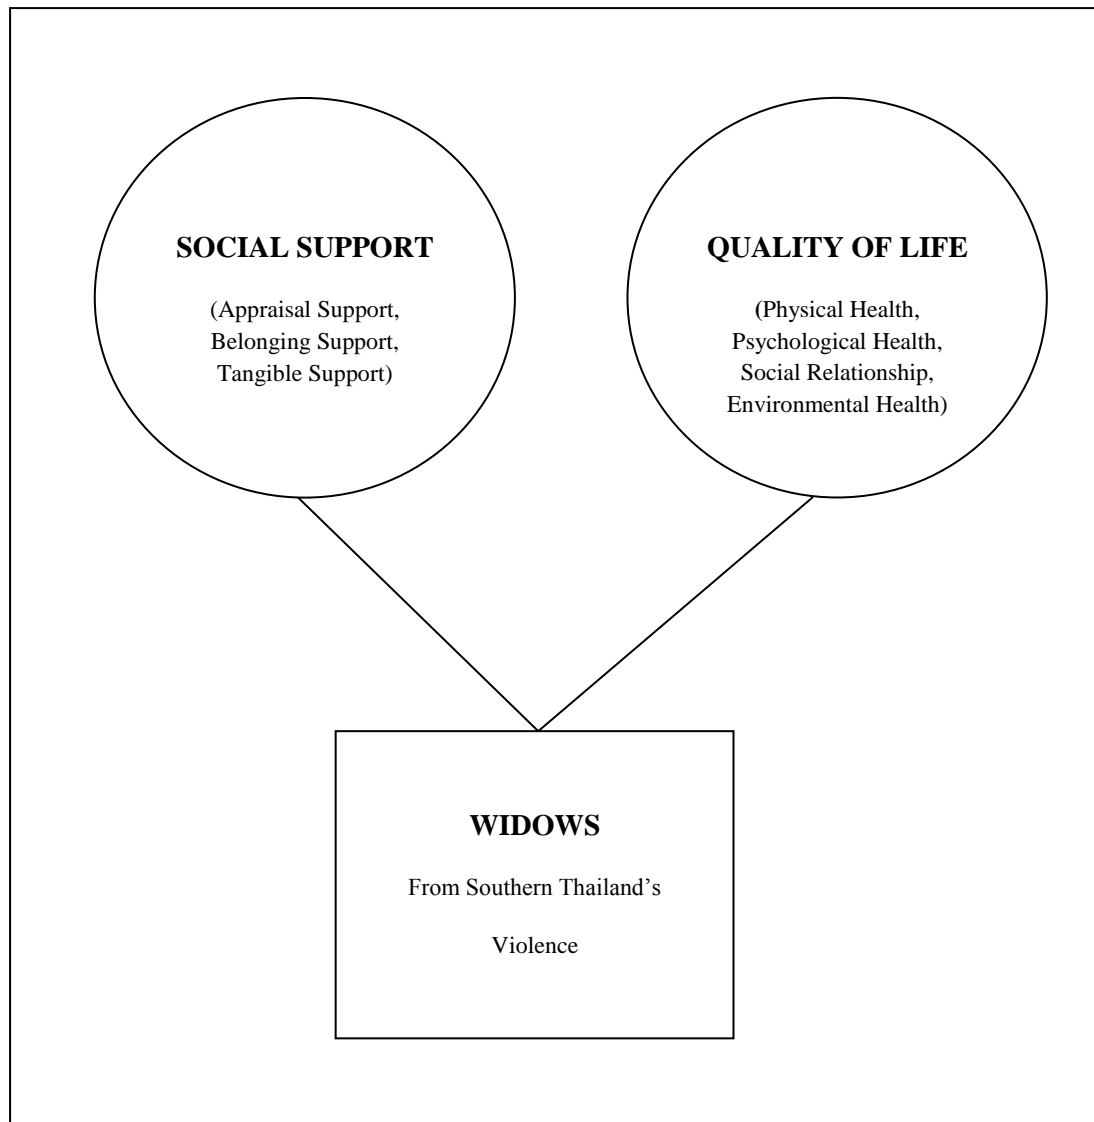 SOCIAL SUPPORT
(Appraisal Support,
Belonging Support,
Tangible Support)
QUALITY OF LIFE
(Physical Health,
Psychological Health,
Social Relationship,
Environmental Health)
WIDOWS
From Southern Thailand’s
Violence